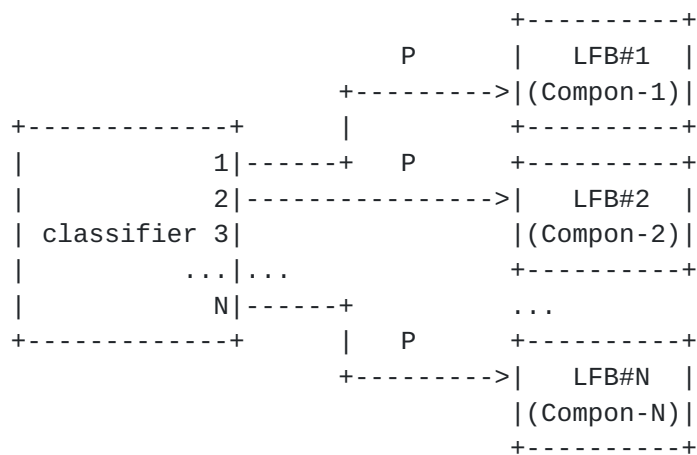 +----------+
                        P      |   LFB#1  |
                    +--------->|(Compon-1)|
+-------------+     |          +----------+
|            1|------+   P     +----------+
|            2|--------------->|   LFB#2  |
| classifier 3|                |(Compon-2)|
|          ...|...             +----------+
|            N|------+         ...
+-------------+      |   P     +----------+
                     +-------->|   LFB#N  |
                               |(Compon-N)|
                               +----------+